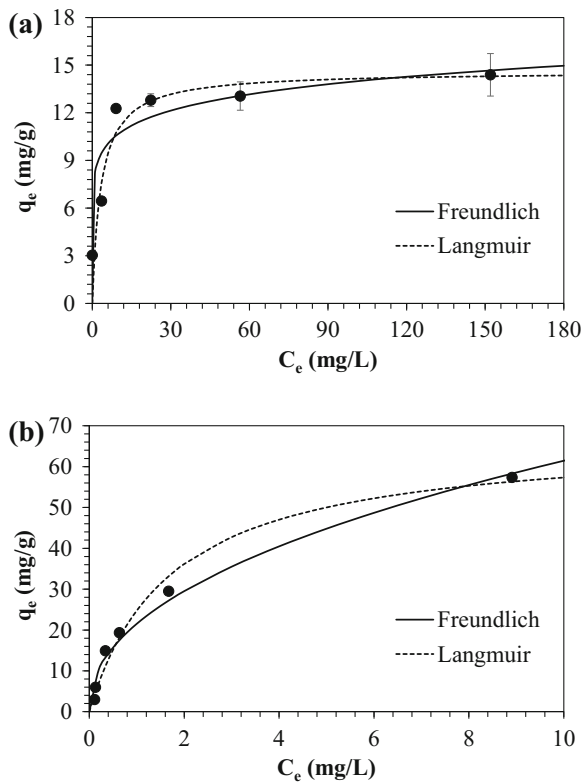 (a)
18
15
12
9
6
3
0
qₑ (mg/g)
Freundlich
Langmuir
0 30 60 90 120 150 180
Cₑ (mg/L)
(b)
70
60
50
40
30
20
10
0
qₑ (mg/g)
Freundlich
Langmuir
0 2 4 6 8 10
Cₑ (mg/L)